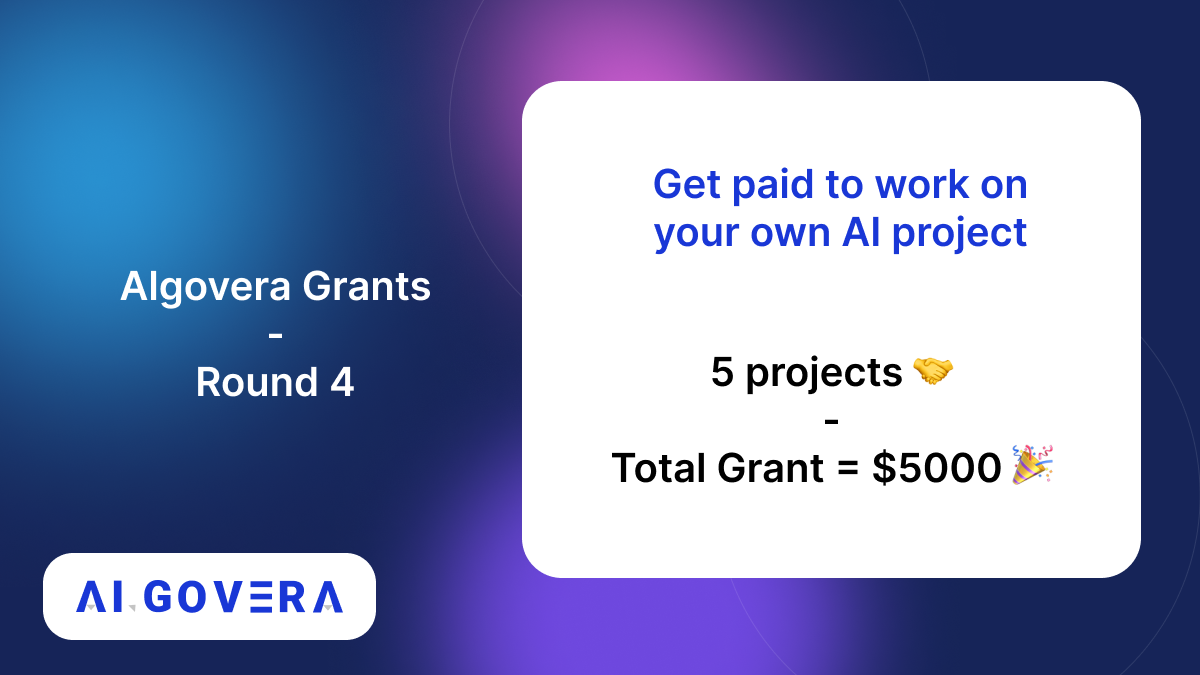 Algovera Grants
-
Round 4
Get paid to work on
your own AI project
5 projects 🤝
-
Total Grant = $5000 🎉
ALGOVERA